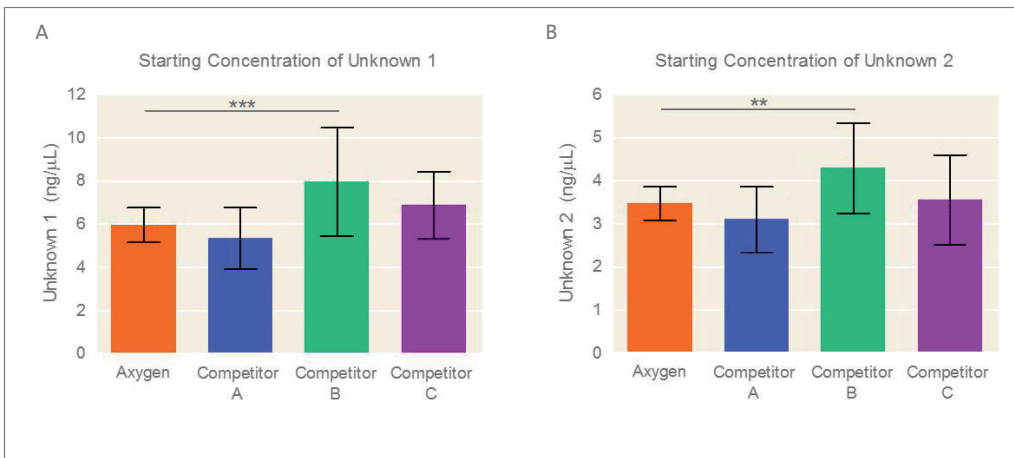 A
Starting Concentration of Unknown 1
Unknown 1 (ng/μL)
12
10
8
6
4
2
0
***
Axygen
Competitor
A
Competitor
B
Competitor
C
B
Starting Concentration of Unknown 2
Unknown 2 (ng/μL)
6
5
4
3
2
1
0
**
Axygen
Competitor
A
Competitor
B
Competitor
C